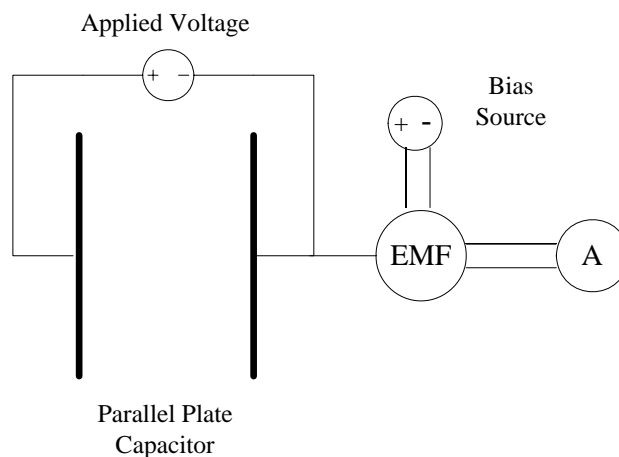 Applied Voltage
+ −
Bias
Source
+ -
EMF
A
Parallel Plate
Capacitor